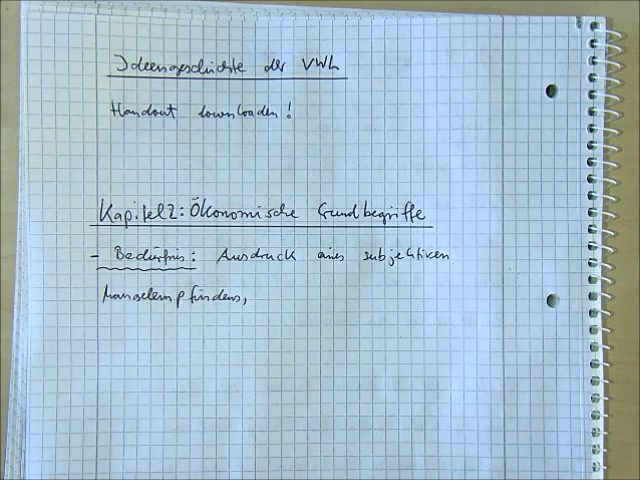 Ideengeschichte der VWL
Handout downloaden!
Kapitel 2: Ökonomische Grundbegriffe
- Bedürfnis: Ausdruck eines subjektiven
Mangelempfindens,